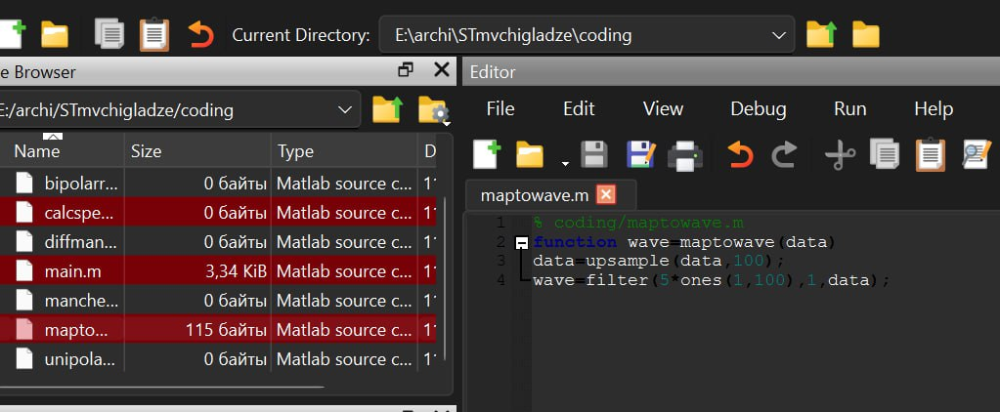 Current Directory: E:\archi\STmvchigladze\coding
e Browser
Editor
E:/archi/STmvchigladze/coding
File Edit View Debug Run Help
Name Size Type D
maptowave.m
bipolarr... 0 байты Matlab source c... 1
calcspe... 0 байты Matlab source c... 1
diffman... 0 байты Matlab source c... 1
main.m 3,34 KiB Matlab source c... 1
manche... 0 байты Matlab source c... 1
mapto... 115 байты Matlab source c... 1
unipola... 0 байты Matlab source c... 1
1 % coding/maptowave.m
2 function wave=maptowave(data)
3 data=upsample(data,100);
4 wave=filter(5*ones(1,100),1,data);